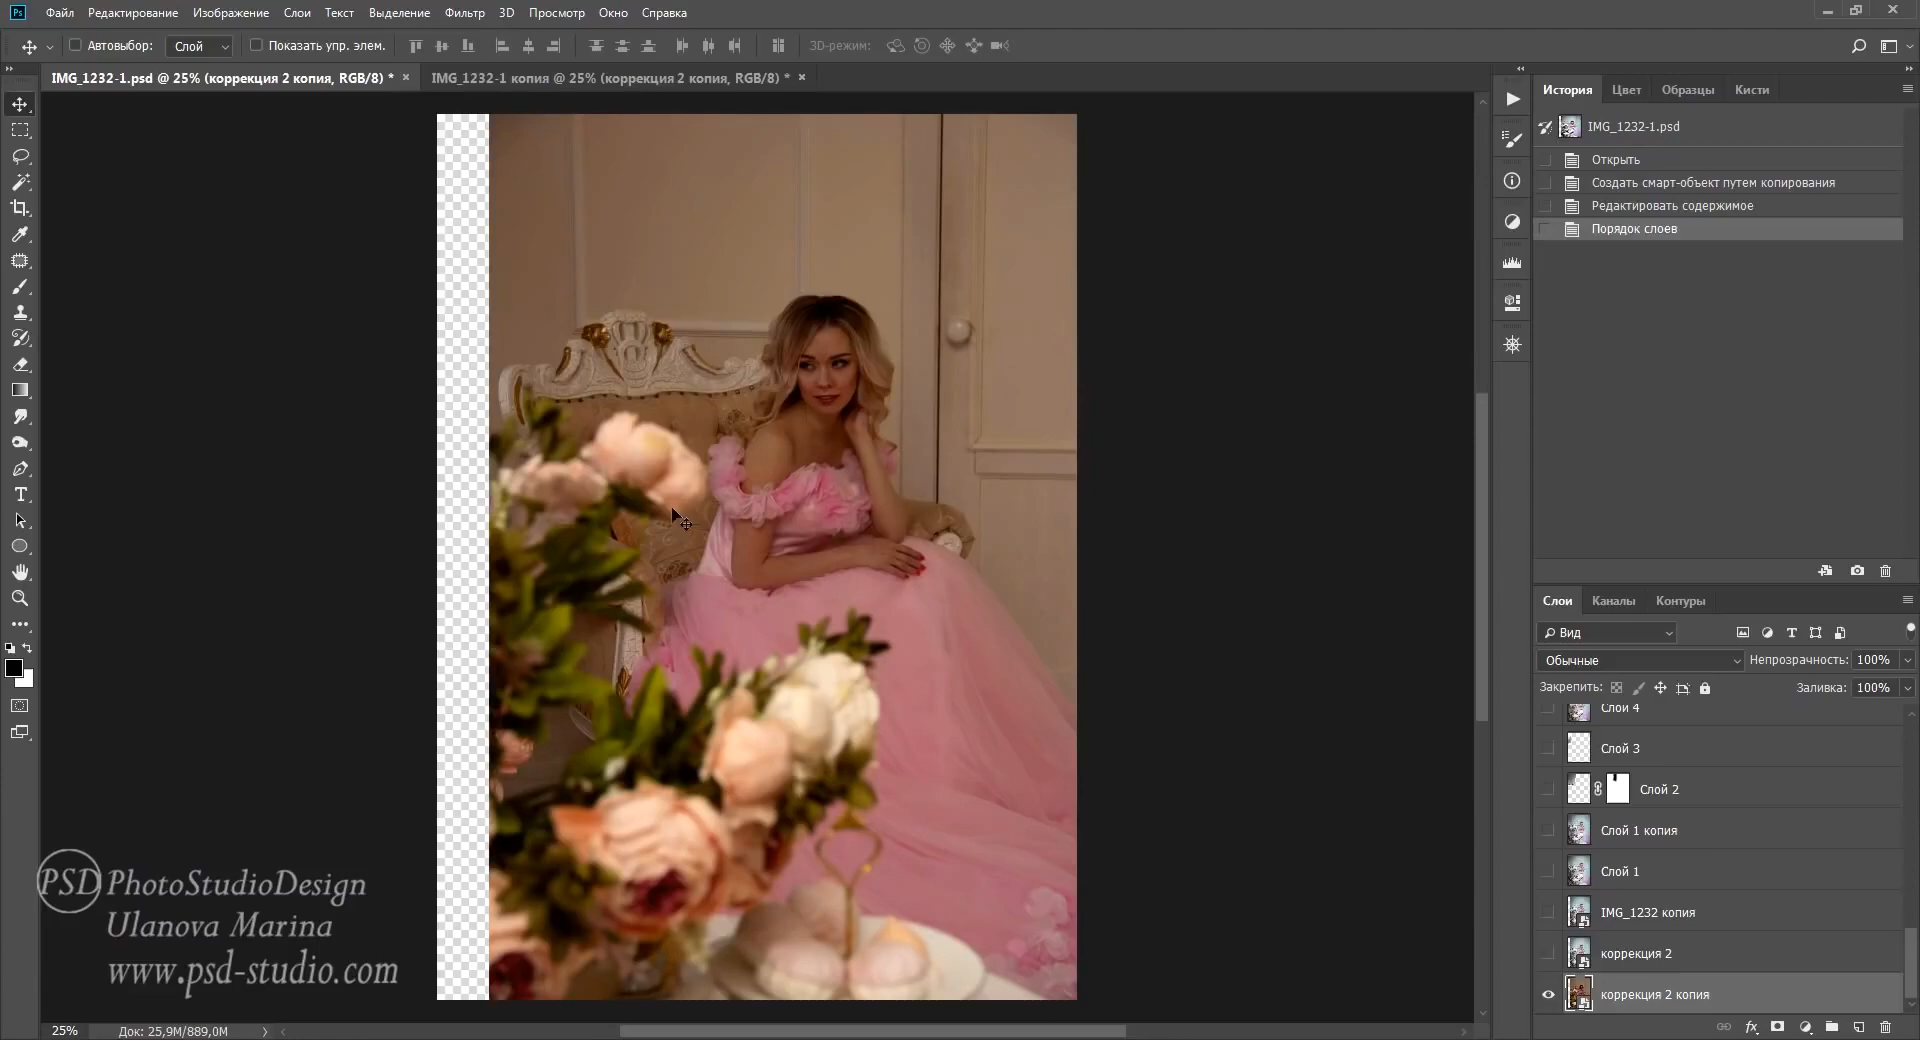 Ps Файл Редактирование Изображение Слои Текст Выделение Фильтр 3D Просмотр Окно Справка
Автовыбор: Слой Показать упр. элем. 3D-режим:
IMG_1232-1.psd @ 25% (коррекция 2 копия, RGB/8) * × IMG_1232-1 копия @ 25% (коррекция 2 копия, RGB/8) * ×
История Цвет Образцы Кисти
IMG_1232-1.psd
Открыть
Создать смарт-объект путем копирования
Редактировать содержимое
Порядок слоев
Слои Каналы Контуры
Вид
Обычные Непрозрачность: 100%
Закрепить: Заливка: 100%
Слой 4
Слой 3
Слой 2
Слой 1 копия
Слой 1
IMG_1232 копия
коррекция 2
коррекция 2 копия
PSD PhotoStudioDesign
Ulanova Marina
www.psd-studio.com
25% Док: 25,9M/889,0M